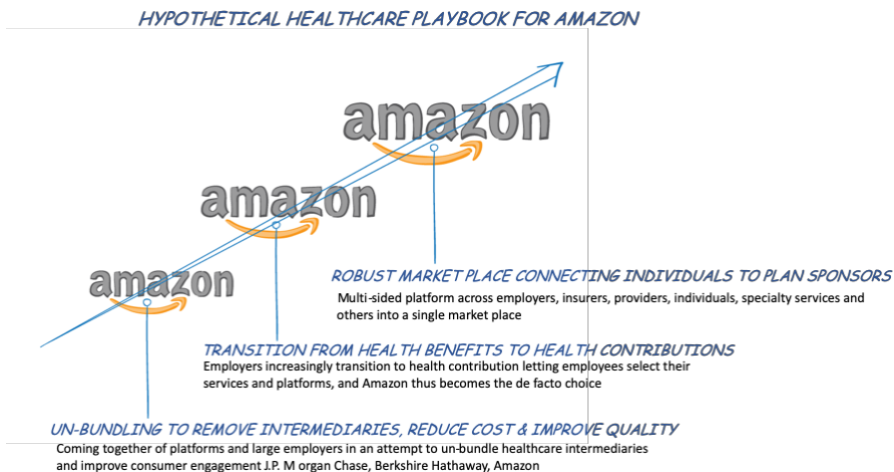 HYPOTHETICAL HEALTHCARE PLAYBOOK FOR AMAZON
amazon
amazon
amazon
ROBUST MARKET PLACE CONNECTING INDIVIDUALS TO PLAN SPONSORS
Multi-sided platform across employers, insurers, providers, individuals, specialty services and
others into a single market place
TRANSITION FROM HEALTH BENEFITS TO HEALTH CONTRIBUTIONS
Employers increasingly transition to health contribution letting employees select their
services and platforms, and Amazon thus becomes the de facto choice
UN-BUNDLING TO REMOVE INTERMEDIARIES, REDUCE COST & IMPROVE QUALITY
Coming together of platforms and large employers in an attempt to un-bundle healthcare intermediaries
and improve consumer engagement J.P. M organ Chase, Berkshire Hathaway, Amazon